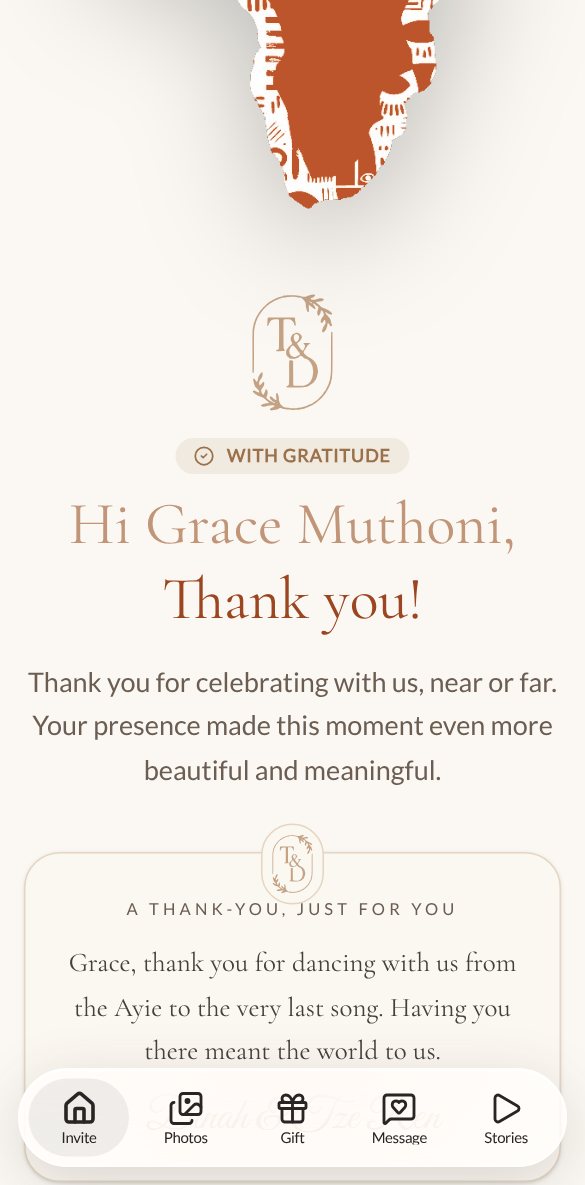 T&D
WITH GRATITUDE
Hi Grace Muthoni,
Thank you!
Thank you for celebrating with us, near or far.
Your presence made this moment even more
beautiful and meaningful.
T&D
A THANK-YOU, JUST FOR YOU
Grace, thank you for dancing with us from
the Ayie to the very last song. Having you
there meant the world to us.
Invite Photos Gift Message Stories